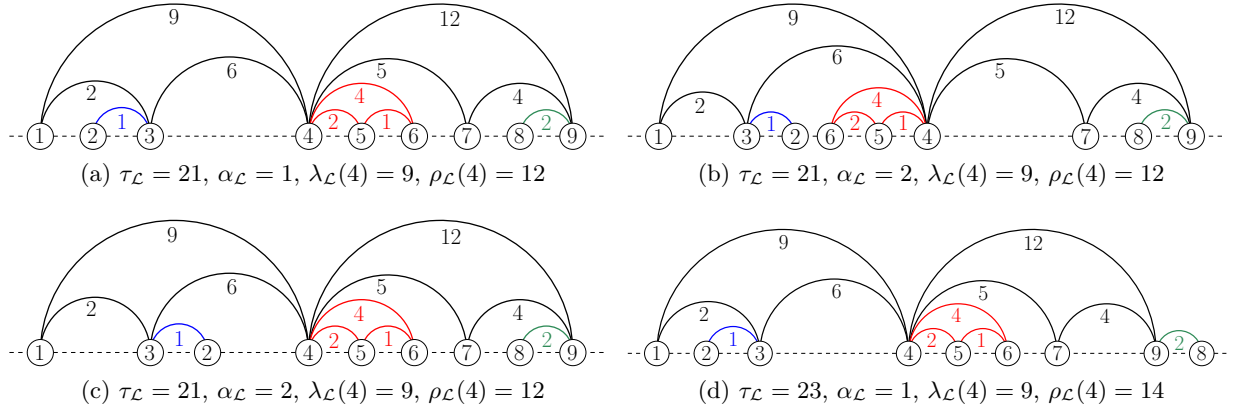 9 12
2 6 5 4
1 4 2 1 2
1 2 3 4 5 6 7 8 9
(a) τ_ℒ = 21, α_ℒ = 1, λ_ℒ(4) = 9, ρ_ℒ(4) = 12
9 12
2 6 5 4
1 4 2 1 2
1 3 2 6 5 4 7 8 9
(b) τ_ℒ = 21, α_ℒ = 2, λ_ℒ(4) = 9, ρ_ℒ(4) = 12
9 12
2 6 5 4
1 4 2 1 2
1 3 2 4 5 6 7 8 9
(c) τ_ℒ = 21, α_ℒ = 2, λ_ℒ(4) = 9, ρ_ℒ(4) = 12
9 12
2 6 5 4
1 4 2 1 2
1 2 3 4 5 6 7 9 8
(d) τ_ℒ = 23, α_ℒ = 1, λ_ℒ(4) = 9, ρ_ℒ(4) = 14